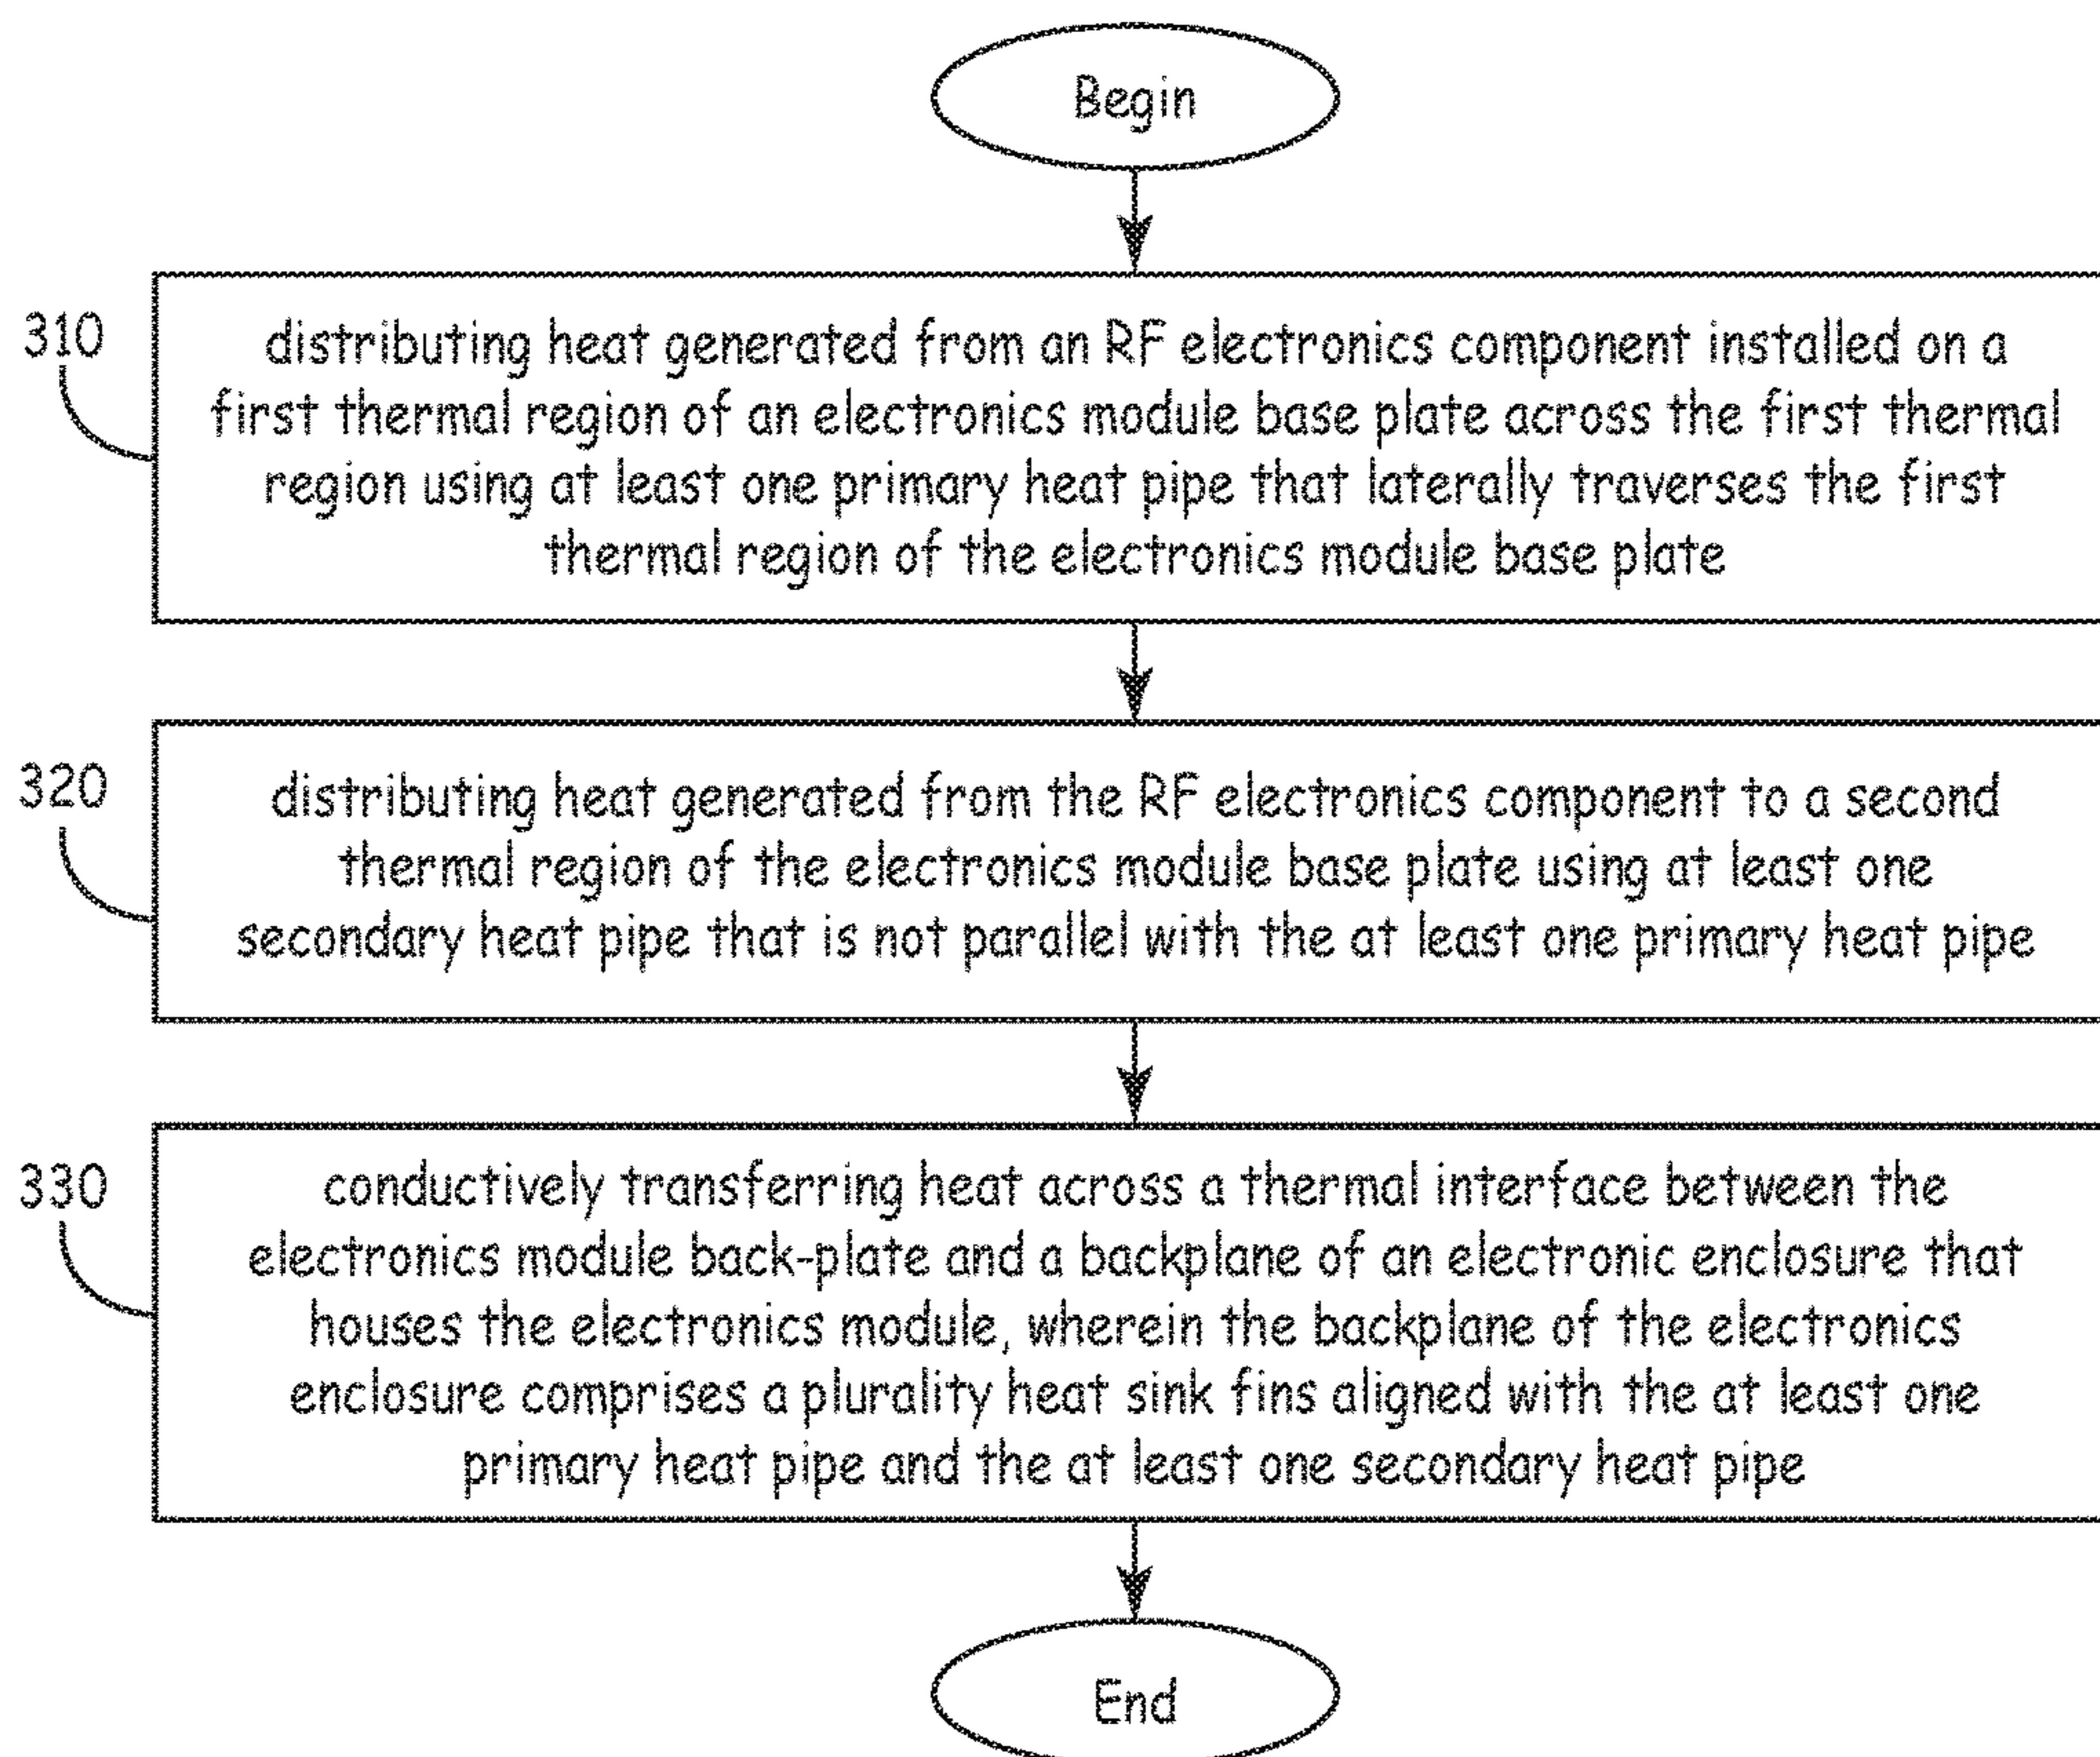 Begin
310
distributing heat generated from an RF electronics component installed on a
first thermal region of an electronics module base plate across the first thermal
region using at least one primary heat pipe that laterally traverses the first
thermal region of the electronics module base plate
320
distributing heat generated from the RF electronics component to a second
thermal region of the electronics module base plate using at least one
secondary heat pipe that is not parallel with the at least one primary heat pipe
330
conductively transferring heat across a thermal interface between the
electronics module back-plate and a backplane of an electronic enclosure that
houses the electronics module, wherein the backplane of the electronics
enclosure comprises a plurality heat sink fins aligned with the at least one
primary heat pipe and the at least one secondary heat pipe
End